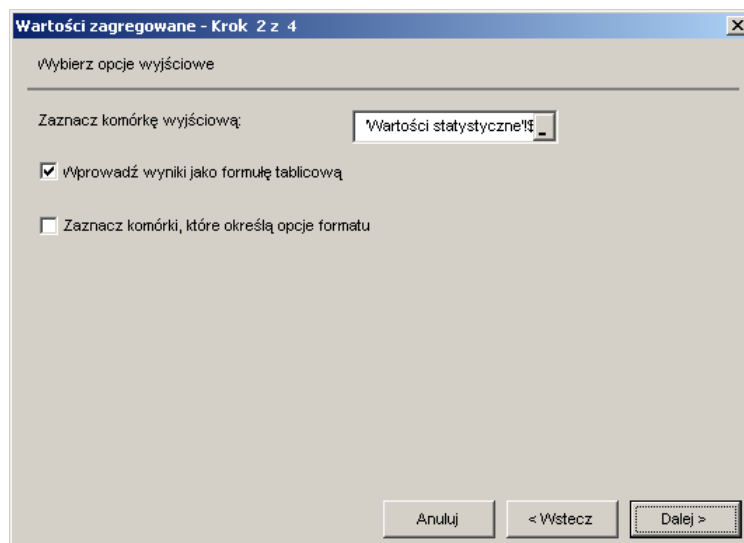 Wartości zagregowane - Krok 2 z 4
Wybierz opcje wyjściowe
Zaznacz komórkę wyjściową:
'Wartości statystyczne'!$
Wprowadź wyniki jako formułę tablicową
Zaznacz komórki, które określą opcje formatu
Anuluj
< Wstecz
Dalej >